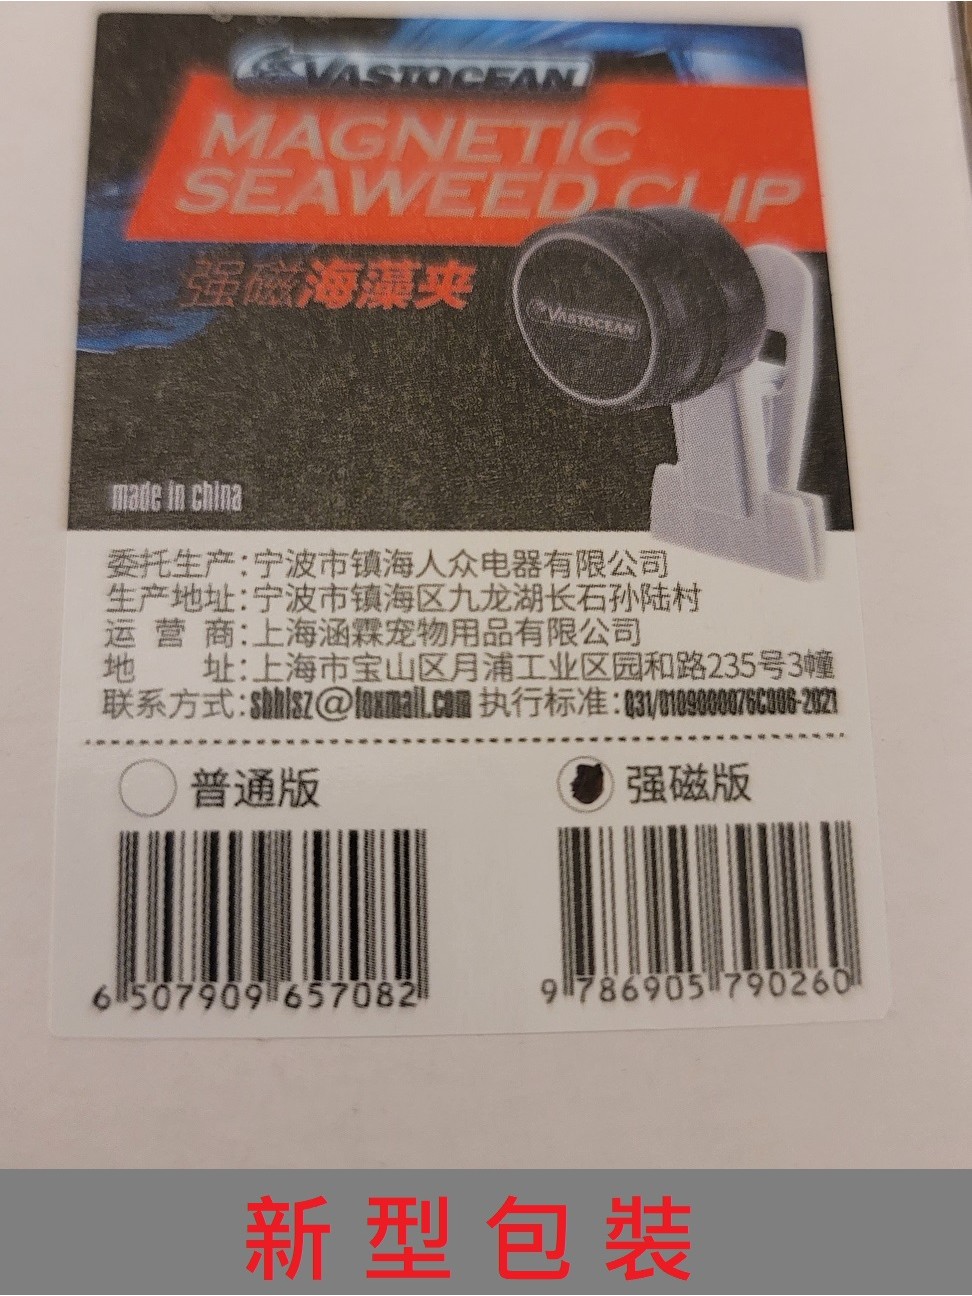 VASTOCEAN
MAGNETIC
SEAWEED CLIP
强磁海藻夹
VASTOCEAN
made in china
委托生产:宁波市镇海人众电器有限公司
生产地址:宁波市镇海区九龙湖长石孙陆村
运营商:上海涵霖宠物用品有限公司
地址:上海市宝山区月浦工业区园和路235号3幢
联系方式:shhlsz@foxmail.com 执行标准:Q31/0109000076C006-2021
普通版 强磁版
6 507909 657082 9 786905 790260
新型包裝